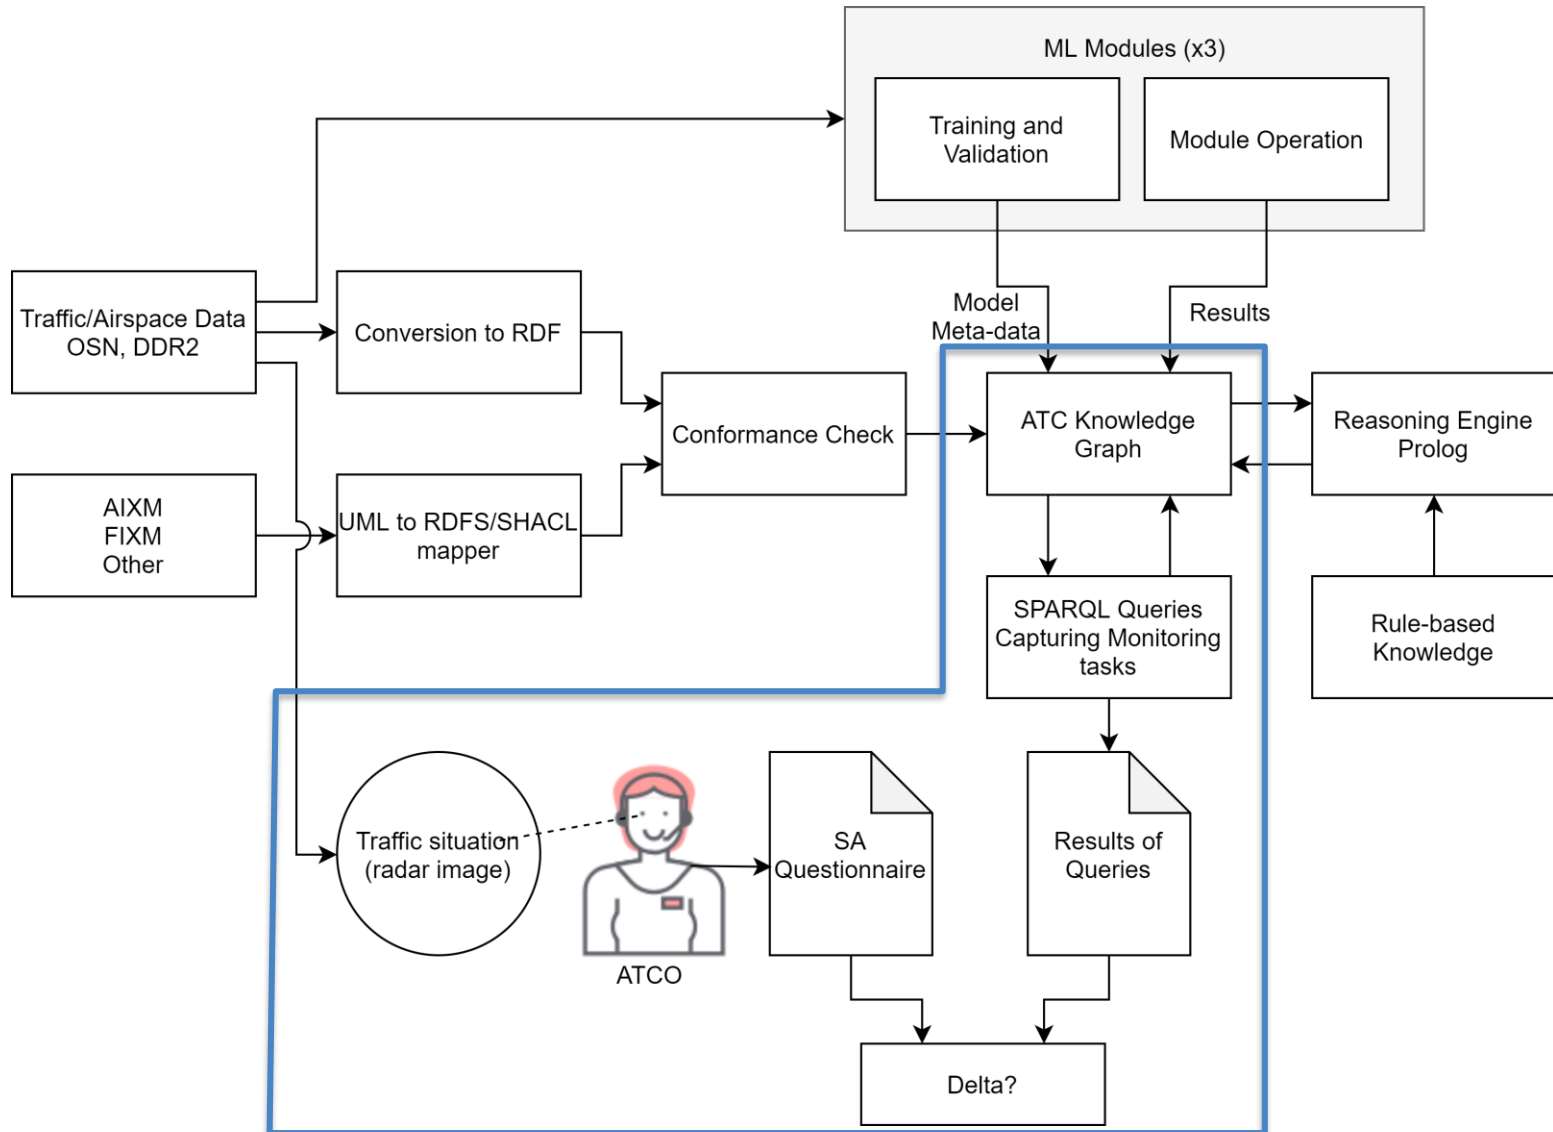 ML Modules (x3)
Training and
Validation
Module Operation
Traffic/Airspace Data
OSN, DDR2
Conversion to RDF
Model
Meta-data
Results
Conformance Check
ATC Knowledge
Graph
Reasoning Engine
Prolog
AIXM
FIXM
Other
UML to RDFS/SHACL
mapper
SPARQL Queries
Capturing Monitoring
tasks
Rule-based
Knowledge
Traffic situation
(radar image)
ATCO
SA
Questionnaire
Results of
Queries
Delta?